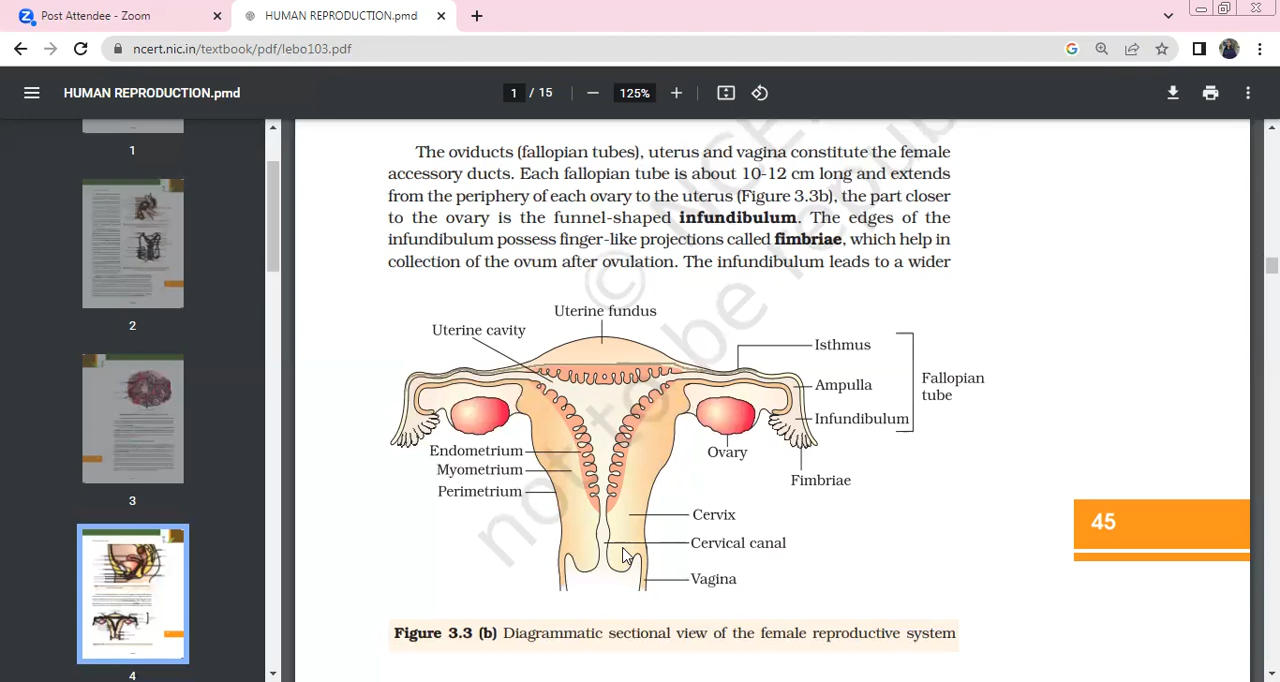 Post Attendee - Zoom
HUMAN REPRODUCTION.pmd
ncert.nic.in/textbook/pdf/lebo103.pdf
HUMAN REPRODUCTION.pmd
1 / 15
125%
1
2
3
4
The oviducts (fallopian tubes), uterus and vagina constitute the female
accessory ducts. Each fallopian tube is about 10-12 cm long and extends
from the periphery of each ovary to the uterus (Figure 3.3b), the part closer
to the ovary is the funnel-shaped infundibulum. The edges of the
infundibulum possess finger-like projections called fimbriae, which help in
collection of the ovum after ovulation. The infundibulum leads to a wider
Uterine fundus
Uterine cavity
Isthmus
Ampulla
Fallopian
tube
Infundibulum
Endometrium
Ovary
Myometrium
Fimbriae
Perimetrium
Cervix
Cervical canal
Vagina
45
Figure 3.3 (b) Diagrammatic sectional view of the female reproductive system
© NCE
not to be republ